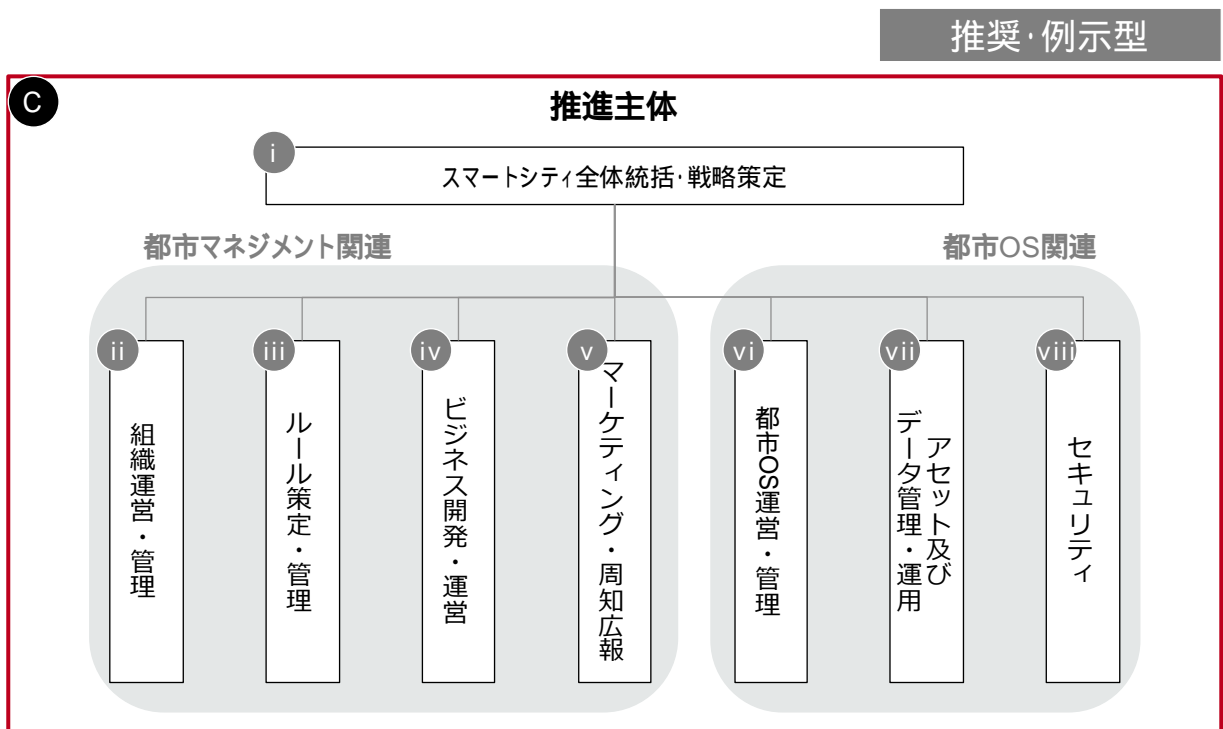 推奨・例示型
C
推進主体
i
スマートシティ全体統括・戦略策定
都市マネジメント関連
都市OS関連
ii
組織運営・管理
iii
ルール策定・管理
iv
ビジネス開発・運営
v
マーケティング・周知広報
vi
都市OS運営・管理
vii
アセット及び
データ管理・運用
viii
セキュリティ